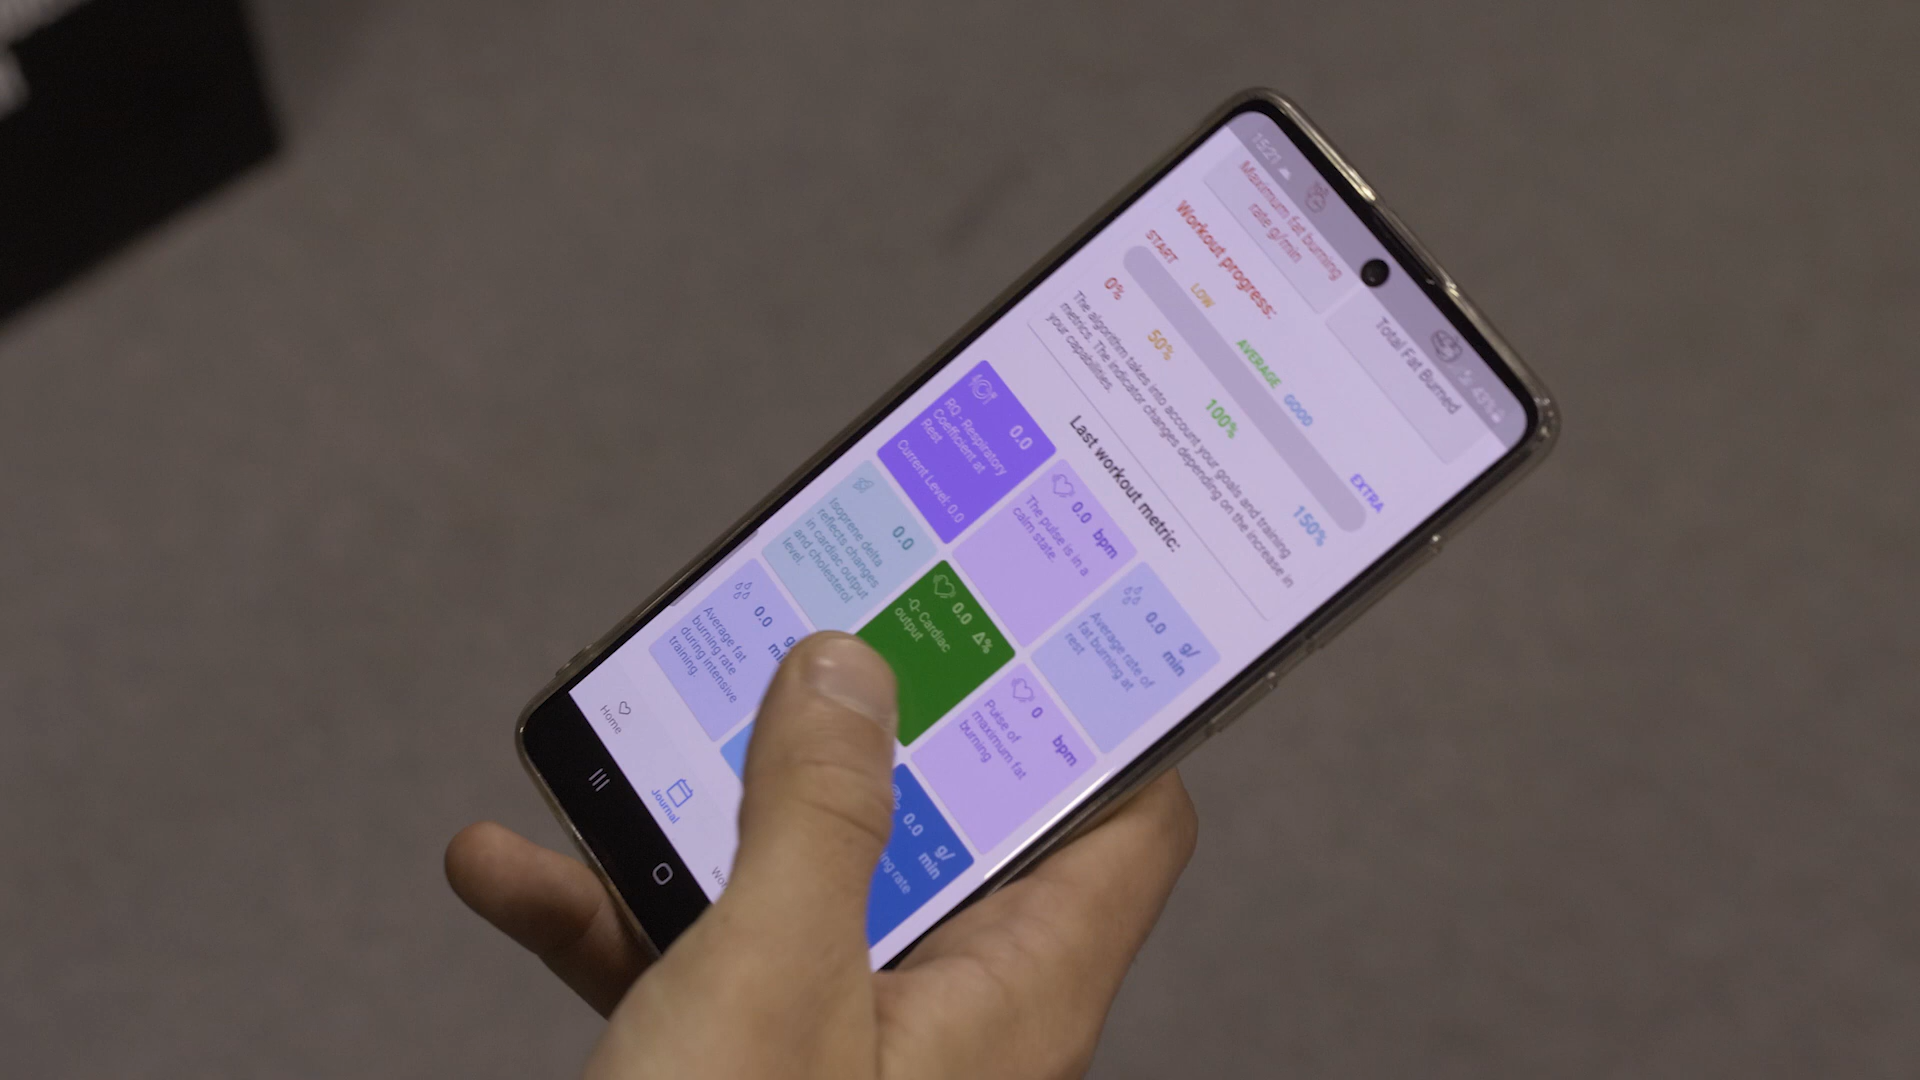 15:21
43%
Maximum fat burning
rate g/min
Total Fat Burned
Workout progress:
START
LOW
AVERAGE
GOOD
EXTRA
0%
50%
100%
150%
The algorithm takes into account your goals and training
metrics. The indicator changes depending on the increase in
your capabilities.
Last workout metric:
0.0
RQ - Respiratory
Coefficient at
Rest
Current Level: 0.0
0.0 bpm
The pulse is in a
calm state.
0.0 g/
min
Average rate of
fat burning at
rest
0.0
Isoprene delta
reflects changes
in cardiac output
and cholesterol
level.
0.0 Δ%
-Q- Cardiac
output
0 bpm
Pulse of
maximum fat
burning
0.0
Average fat
burning rate
during intensive
training.
0.0 g/
min
rate
Home
Journal